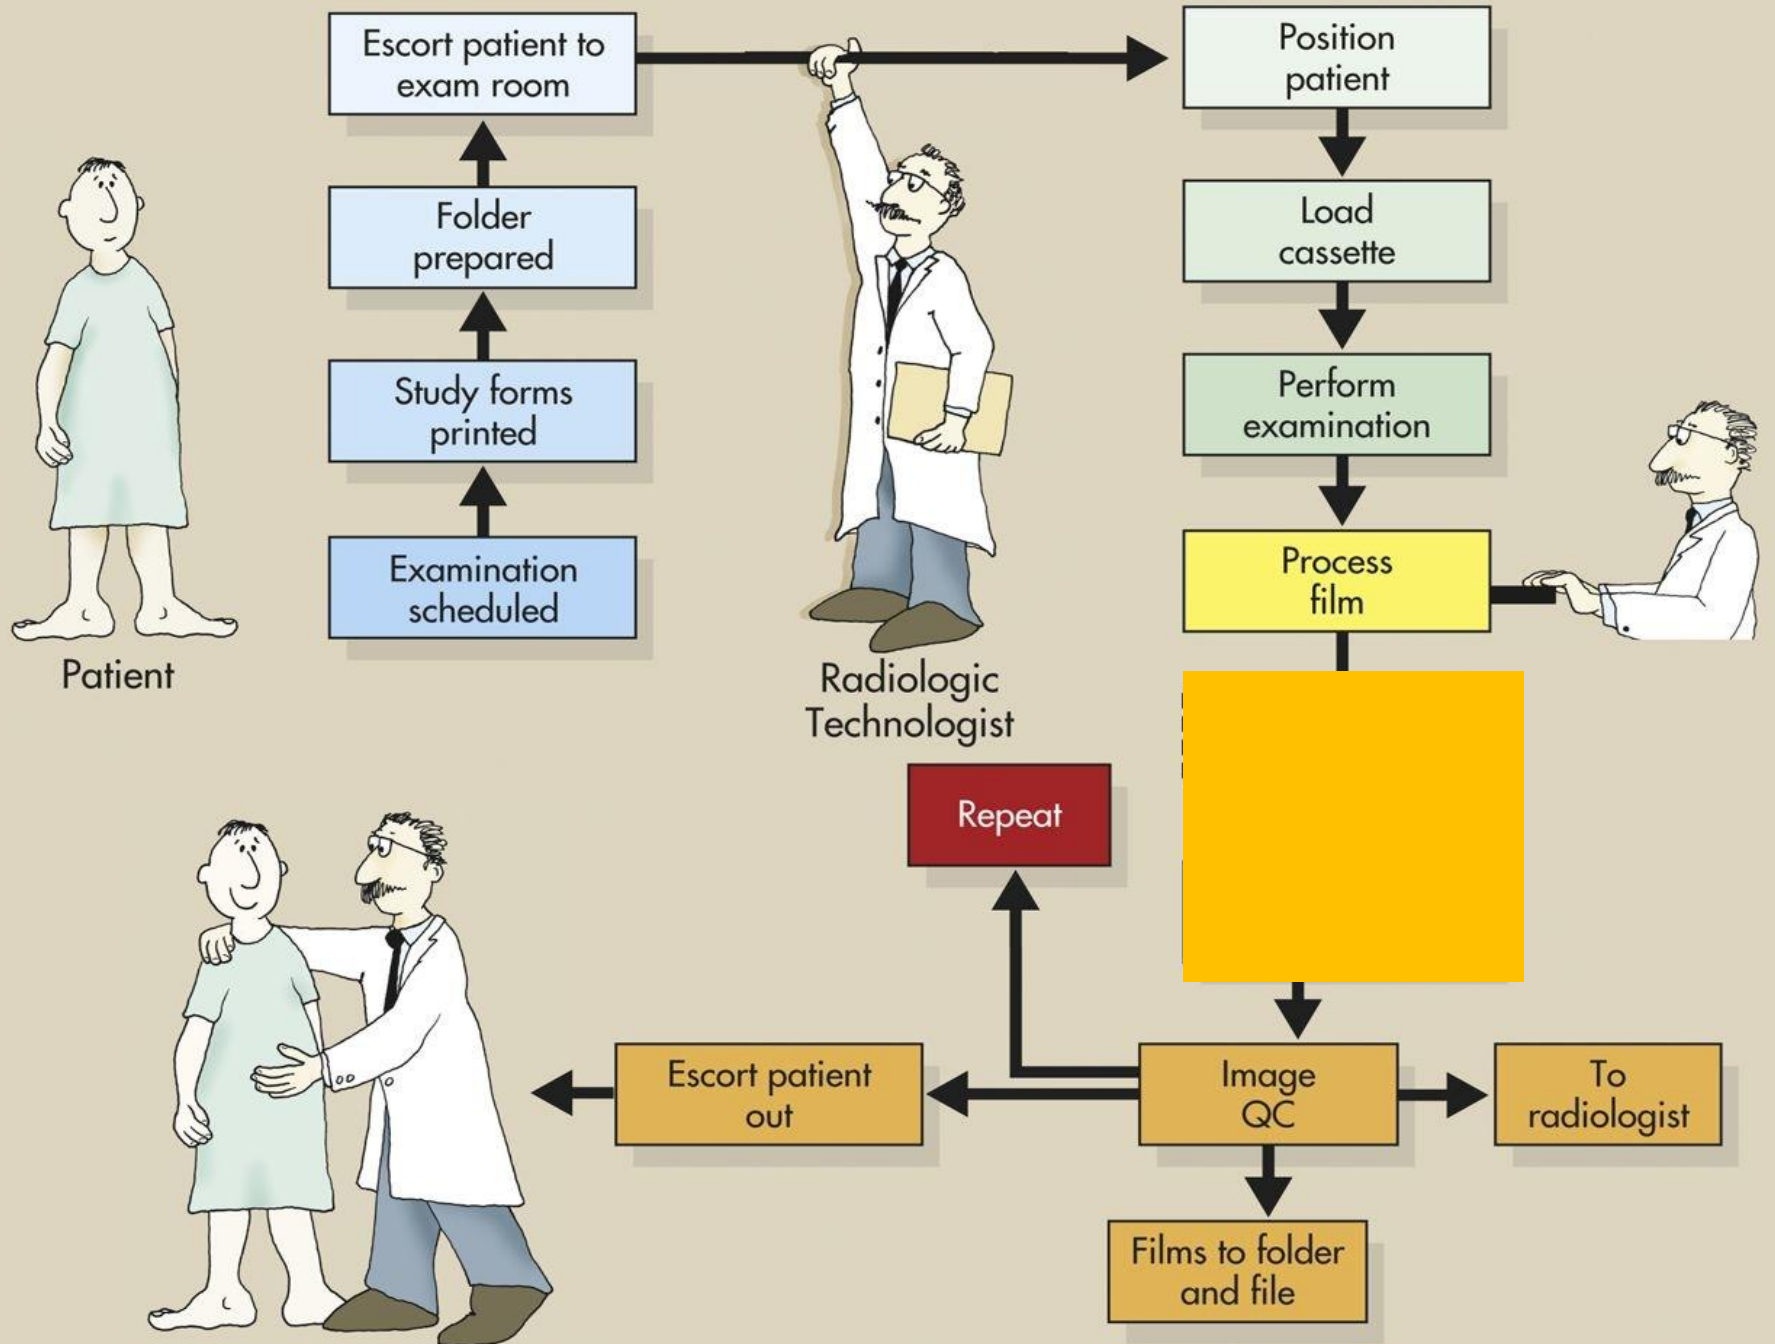 Escort patient to
exam room
Position
patient
Folder
prepared
Load
cassette
Study forms
printed
Perform
examination
Examination
scheduled
Process
film
Patient
Radiologic
Technologist
Repeat
Escort patient
out
Image
QC
To
radiologist
Films to folder
and file